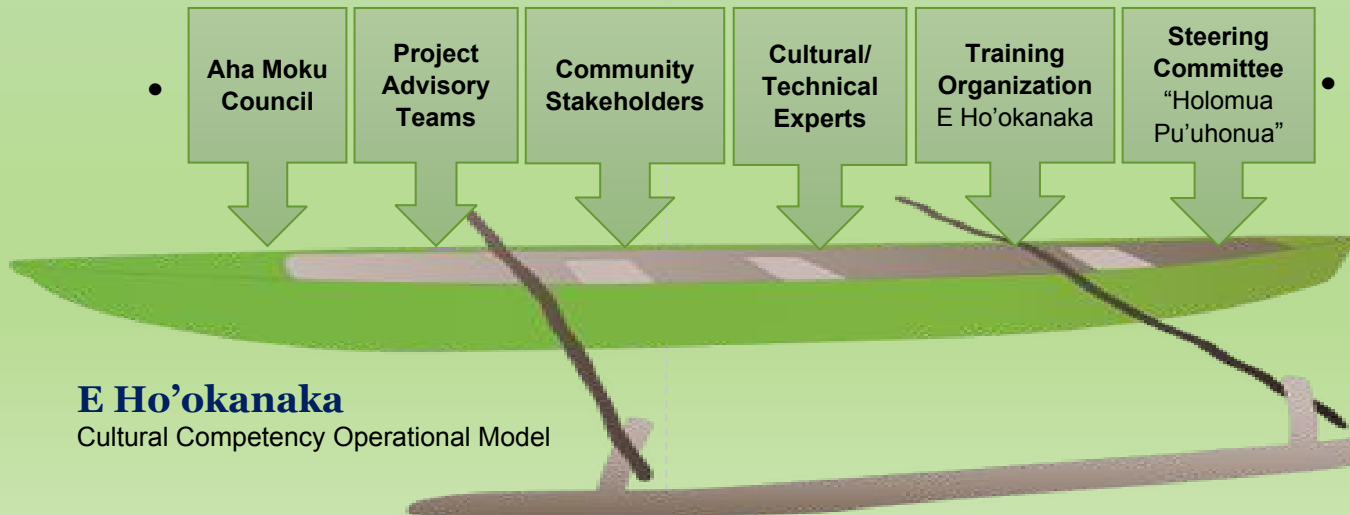 Aha Moku
Council
Project
Advisory
Teams
Community
Stakeholders
Cultural/
Technical
Experts
Training
Organization
E Ho’okanaka
Steering
Committee
“Holomua
Pu’uhonua”
E Ho’okanaka
Cultural Competency Operational Model